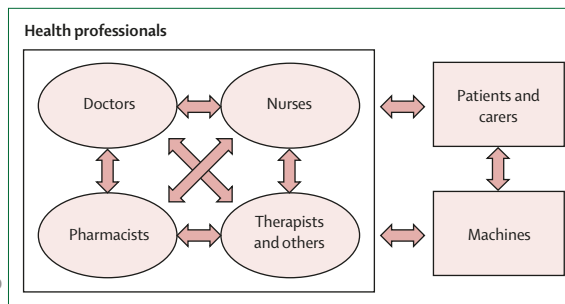 Health professionals
Doctors
Nurses
Patients and
carers
Pharmacists
Therapists
and others
Machines